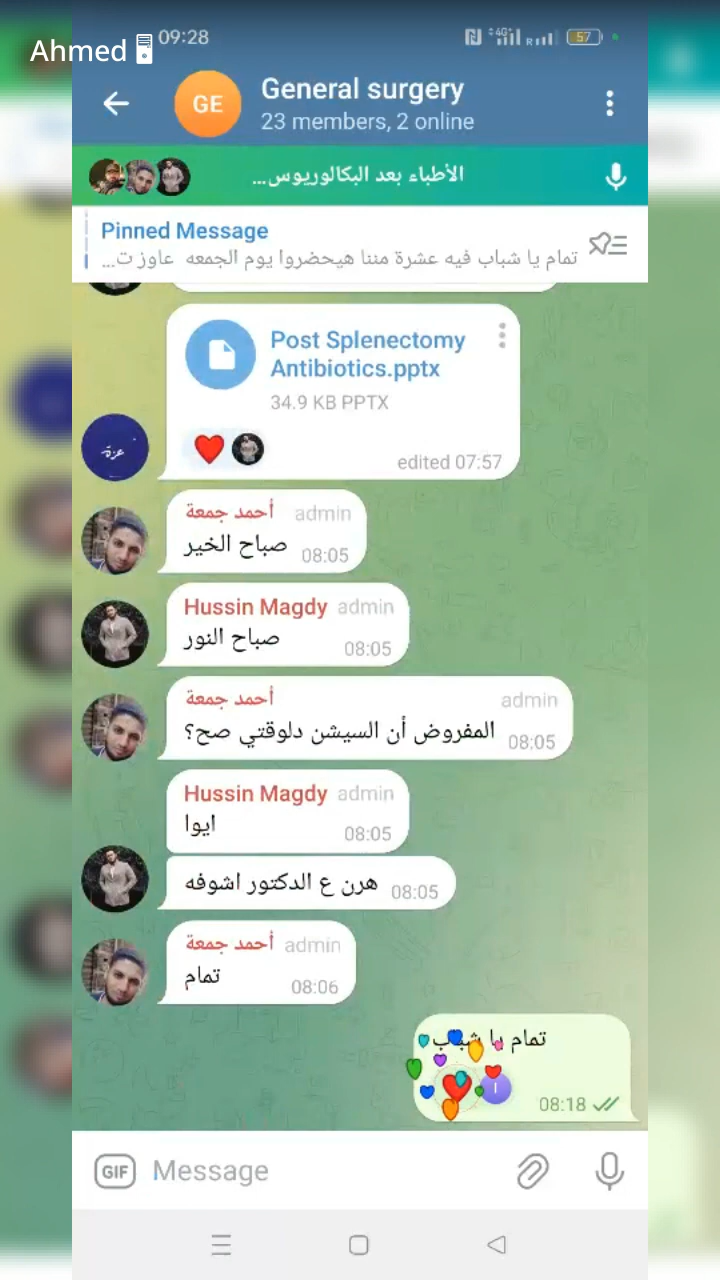 Ahmed
09:28
4G
R
57
GE
General surgery
23 members, 2 online
الأطباء بعد البكالوريوس...
Pinned Message
تمام يا شباب فيه عشرة مننا هيحضروا يوم الجمعه عاوز ت...
Post Splenectomy
Antibiotics.pptx
34.9 KB PPTX
edited 07:57
عزة
أحمد جمعة admin
صباح الخير 08:05
Hussin Magdy admin
صباح النور 08:05
أحمد جمعة admin
المفروض أن السيشن دلوقتي صح؟ 08:05
Hussin Magdy admin
ايوا 08:05
هرن ع الدكتور اشوفه 08:05
أحمد جمعة admin
تمام 08:06
تمام يا شباب
I
08:18
GIF Message